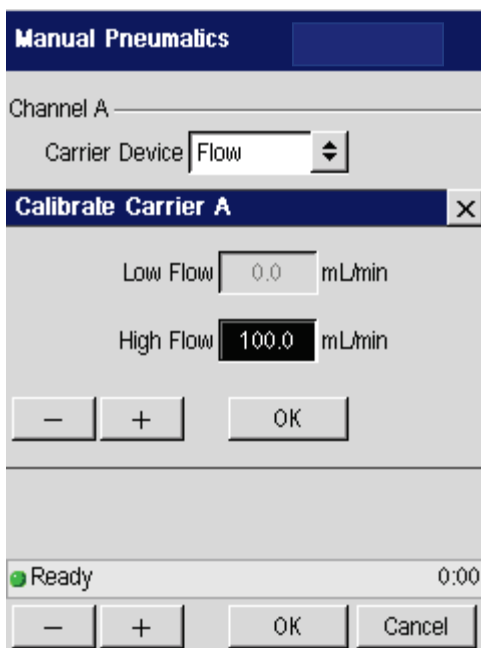 Manual Pneumatics
Channel A
Carrier Device Flow
Calibrate Carrier A
Low Flow 0.0 mL/min
High Flow 100.0 mL/min
− + OK
Ready 0:00
− + OK Cancel